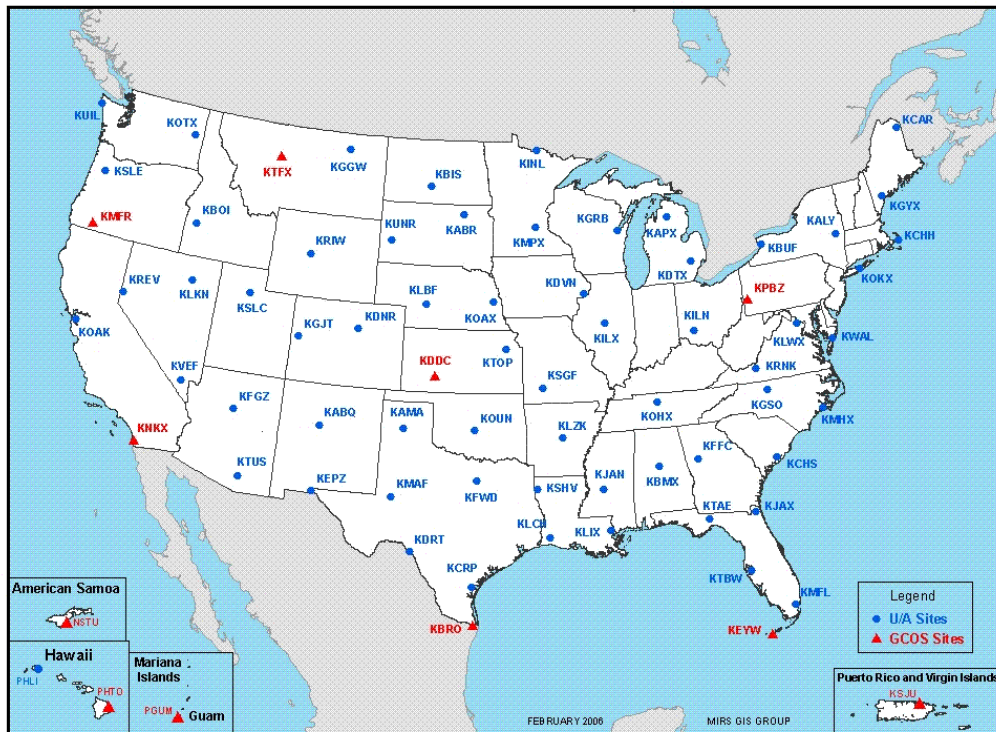 KCAR
KUIL
KOTX
KINL
KGGW
KTFX
KSLE
KBIS
KGYX
KMFR
KBOI
KUNR
KABR
KGRB
KAPX
KALY
KMPX
KCHH
KRIW
KBUF
KDTX
KOKX
KREV
KLKN
KSLC
KLBF
KDVN
KPBZ
KOAX
KGJT
KDNR
KILX
KILN
KOAK
KLWX
KWAL
KVEF
KDDC
KTOP
KSGF
KRNK
KFGZ
KABQ
KAMA
KOUN
KOHX
KGSO
KMHX
KNKX
KLZK
KFFC
KCHS
KTUS
KEPZ
KMAF
KFWD
KSHV
KJAN
KBMX
KTAE
KJAX
KLCH
KLIX
KDRT
KCRP
KTBW
KMFL
KBRO
KEYW
American Samoa
NSTU
Hawaii
PHLI
PHTO
Mariana
Islands
PGUM
Guam
Legend
U/A Sites
GCOS Sites
Puerto Rico and Virgin Islands
KSJU
FEBRUARY 2006
MIRS GIS GROUP